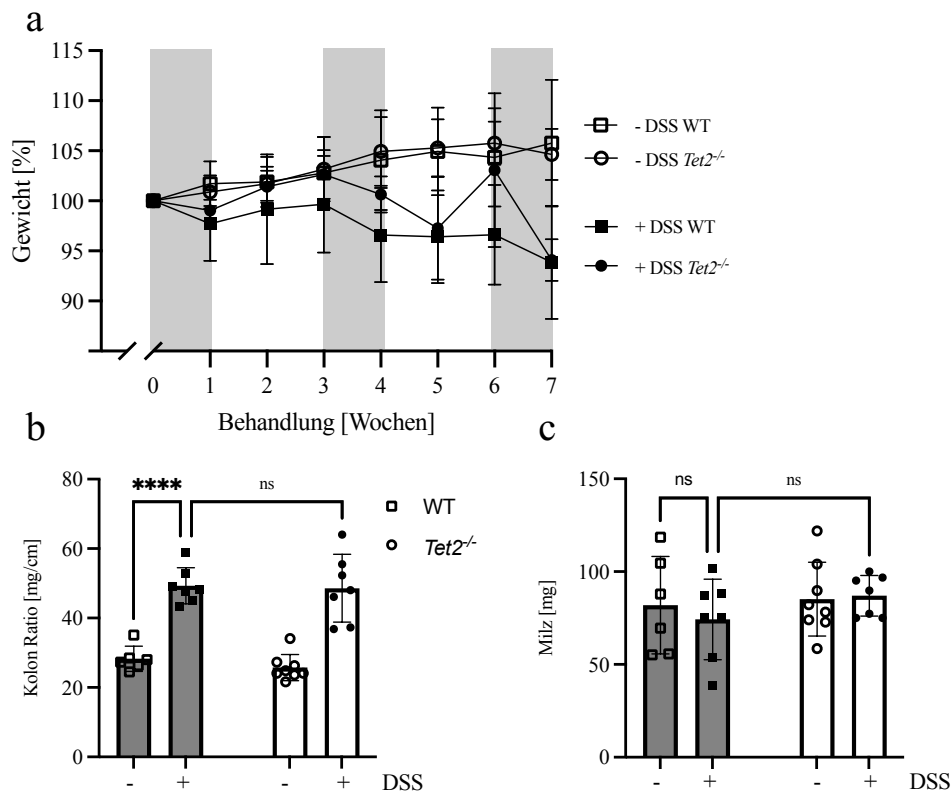 a
115
110
105
100
95
90
Gewicht [%]
0 1 2 3 4 5 6 7
Behandlung [Wochen]
- DSS WT
- DSS Tet2-/-
+ DSS WT
+ DSS Tet2-/-
b
80
60
40
20
0
Kolon Ratio [mg/cm]
**** ns
WT
Tet2-/-
- + - + DSS
c
150
100
50
0
Milz [mg]
ns ns
- + - + DSS